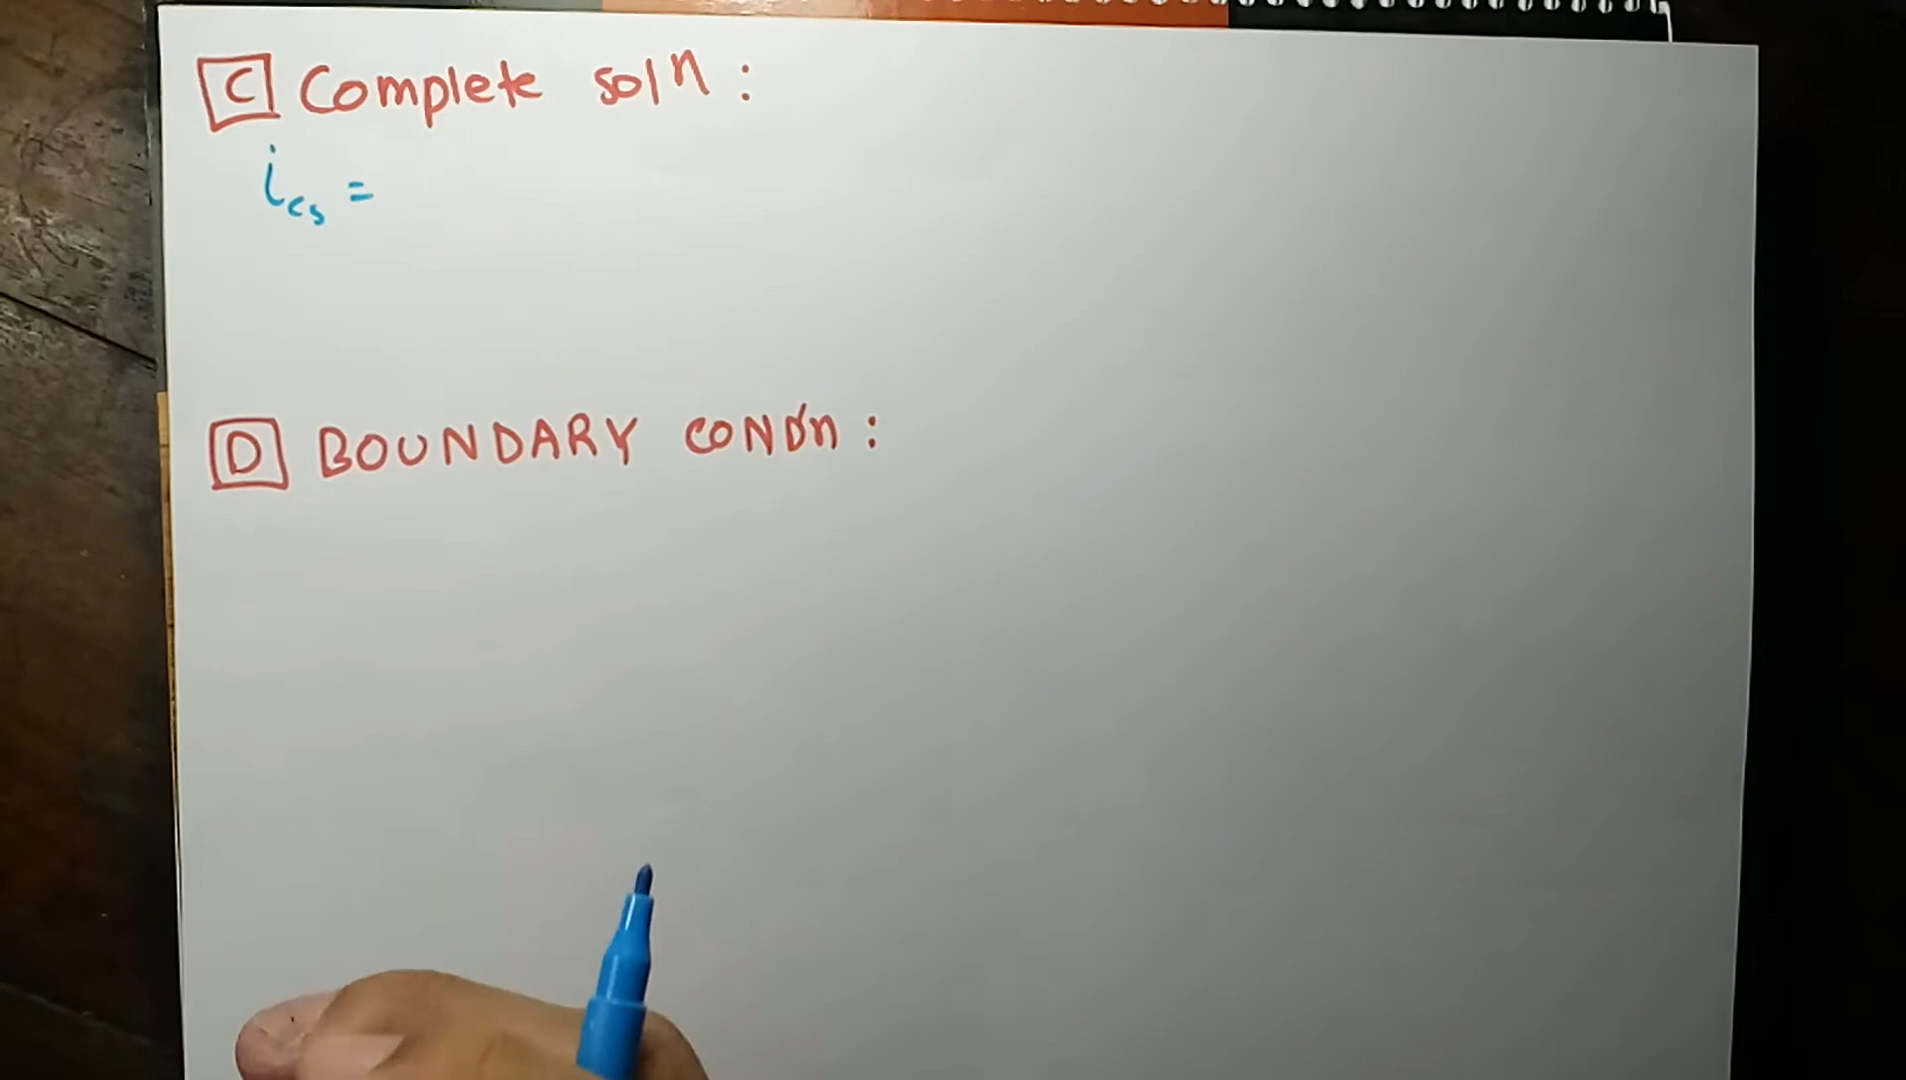 C Complete soln :
ics =
D BOUNDARY CONDn :